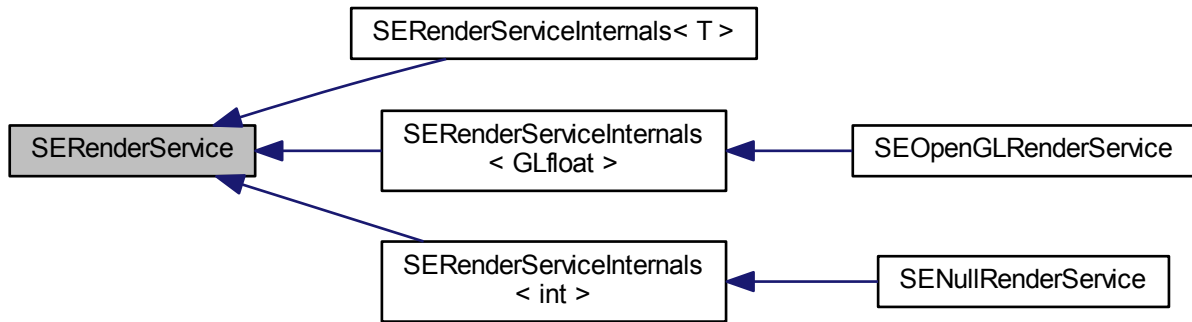 SERenderServiceInternals< T >
SERenderService
SERenderServiceInternals
< GLfloat >
SEOpenGLRenderService
SERenderServiceInternals
< int >
SENullRenderService